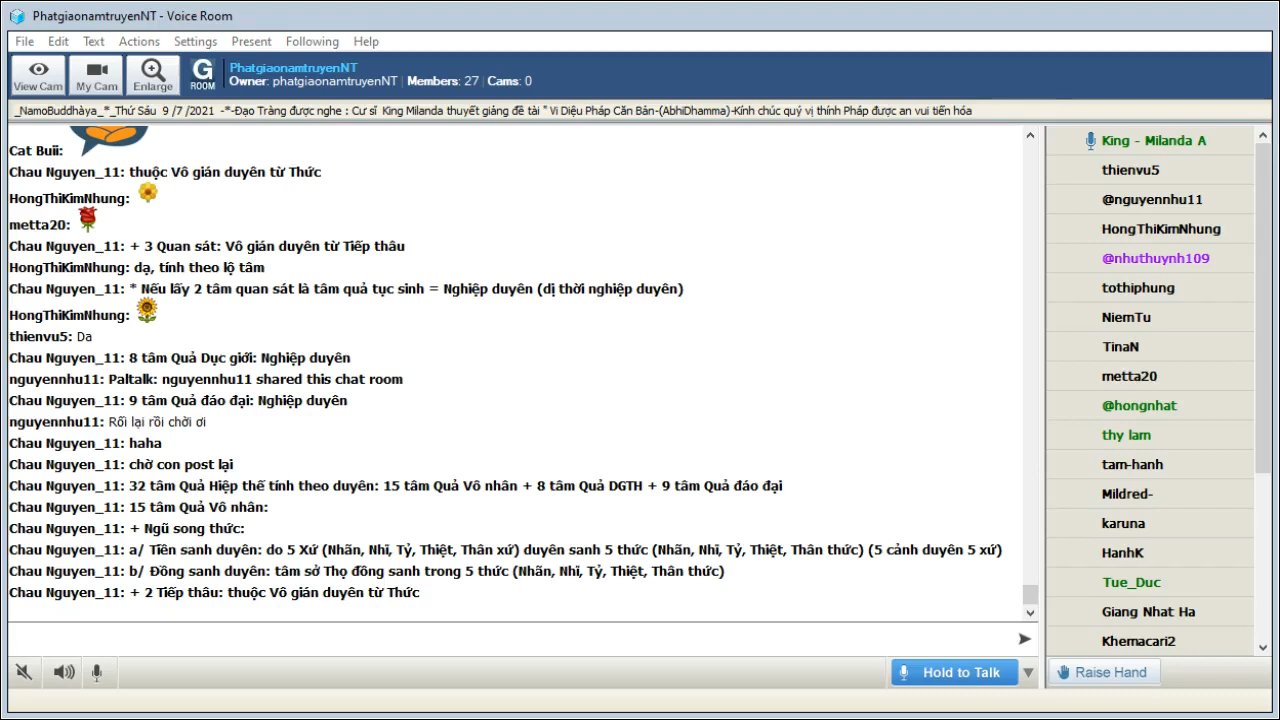 PhatgiaonamtruyenNT - Voice Room
File Edit Text Actions Settings Present Following Help
View Cam My Cam Enlarge G ROOM
PhatgiaonamtruyenNT
Owner: phatgiaonamtruyenNT Members: 27 Cams: 0
_NamoBuddhàya_*_Thứ Sáu 9 /7 /2021 -*-Đạo Tràng được nghe : Cư sĩ King Milanda thuyết giảng đề tài " Vi Diệu Pháp Căn Bản-(AbhiDhamma)-Kính chúc quý vị thính Pháp được an vui tiến hóa
Cat Buii:
Chau Nguyen_11: thuộc Vô gián duyên từ Thức
HongThiKimNhung:
metta20:
Chau Nguyen_11: + 3 Quan sát: Vô gián duyên từ Tiếp thâu
HongThiKimNhung: dạ, tính theo lộ tâm
Chau Nguyen_11: * Nếu lấy 2 tâm quan sát là tâm quả tục sinh = Nghiệp duyên (dị thời nghiệp duyên)
HongThiKimNhung:
thienvu5: Da
Chau Nguyen_11: 8 tâm Quả Dục giới: Nghiệp duyên
nguyennhu11: Paltalk: nguyennhu11 shared this chat room
Chau Nguyen_11: 9 tâm Quả đáo đại: Nghiệp duyên
nguyennhu11: Rối lại rồi chời ơi
Chau Nguyen_11: haha
Chau Nguyen_11: chờ con post lại
Chau Nguyen_11: 32 tâm Quả Hiệp thế tính theo duyên: 15 tâm Quả Vô nhân + 8 tâm Quả DGTH + 9 tâm Quả đáo đại
Chau Nguyen_11: 15 tâm Quả Vô nhân:
Chau Nguyen_11: + Ngũ song thức:
Chau Nguyen_11: a/ Tiền sanh duyên: do 5 Xứ (Nhãn, Nhĩ, Tỷ, Thiệt, Thân xứ) duyên sanh 5 thức (Nhãn, Nhĩ, Tỷ, Thiệt, Thân thức) (5 cảnh duyên 5 xứ)
Chau Nguyen_11: b/ Đồng sanh duyên: tâm sở Thọ đồng sanh trong 5 thức (Nhãn, Nhĩ, Tỷ, Thiệt, Thân thức)
Chau Nguyen_11: + 2 Tiếp thâu: thuộc Vô gián duyên từ Thức
King - Milanda A
thienvu5
@nguyennhu11
HongThiKimNhung
@nhuthuynh109
tothiphung
NiemTu
TinaN
metta20
@hongnhat
thy lam
tam-hanh
Mildred-
karuna
HanhK
Tue_Duc
Giang Nhat Ha
Khemacari2
Hold to Talk
Raise Hand